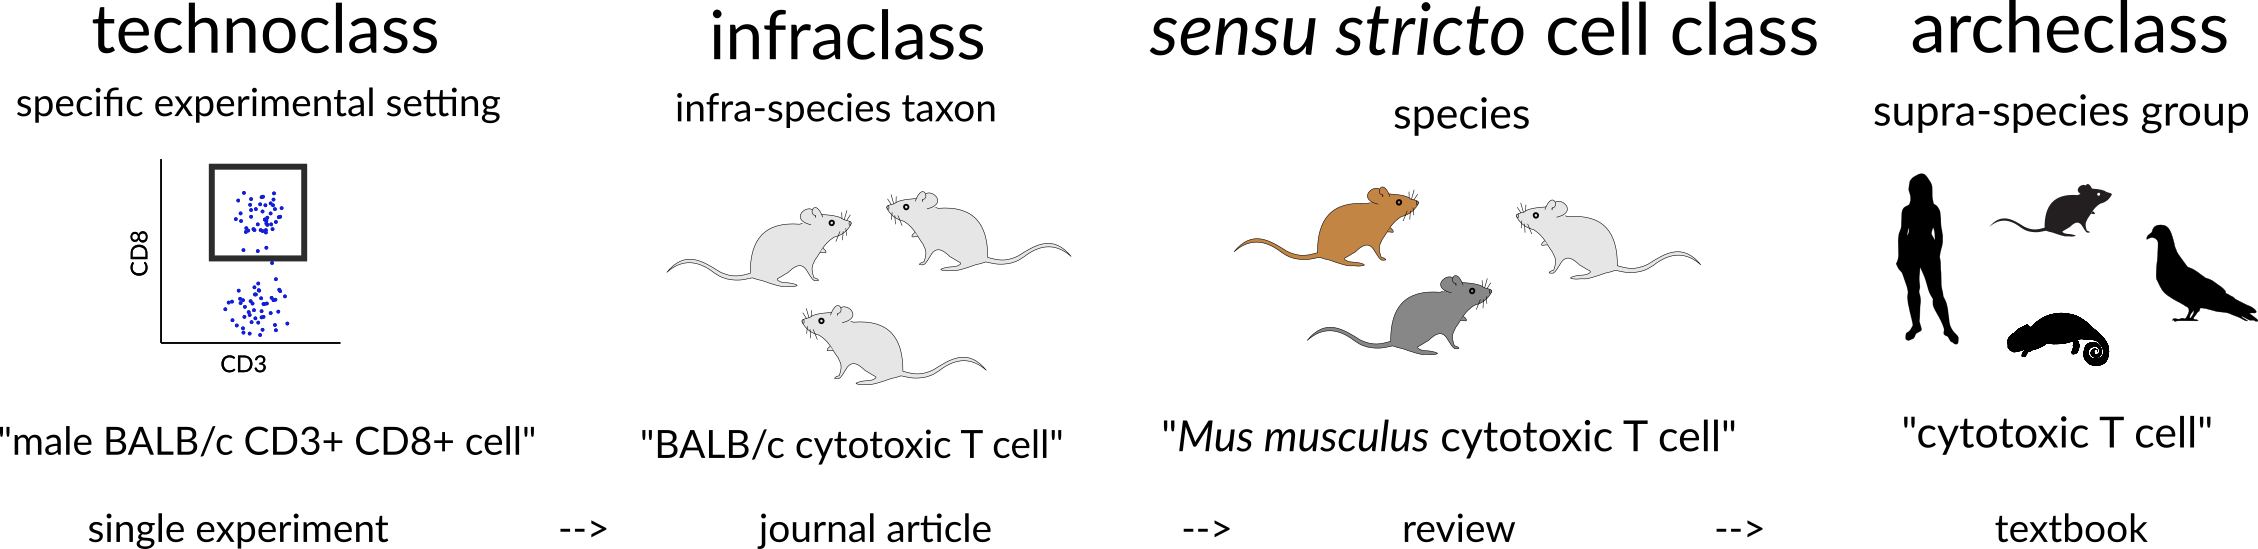 technoclass
infraclass
sensu stricto cell class
archeclass
specific experimental setting
infra-species taxon
species
supra-species group
CD8
CD3
"male BALB/c CD3+ CD8+ cell"
"BALB/c cytotoxic T cell"
"Mus musculus cytotoxic T cell"
"cytotoxic T cell"
single experiment --> journal article --> review --> textbook